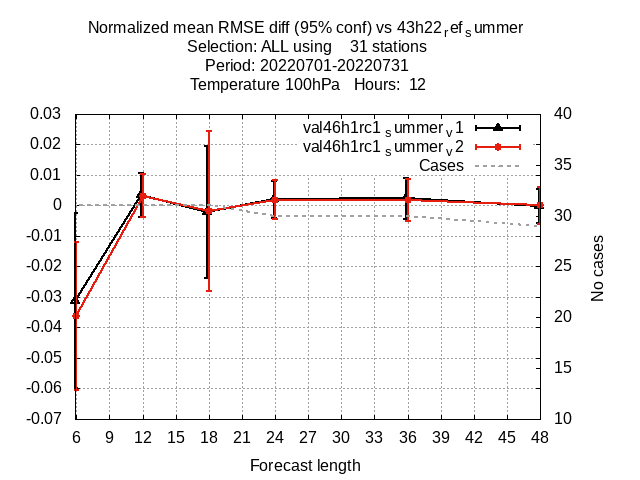 Normalized mean RMSE diff (95% conf) vs 43h22refsummer
Selection: ALL using    31 stations
Period: 20220701-20220731
Temperature 100hPa   Hours:  12
val46h1rc1summerv1
val46h1rc1summerv2
Cases
0.03
0.02
0.01
0
-0.01
-0.02
-0.03
-0.04
-0.05
-0.06
-0.07
40
35
30
25
20
15
10
No cases
6 9 12 15 18 21 24 27 30 33 36 39 42 45 48
Forecast length